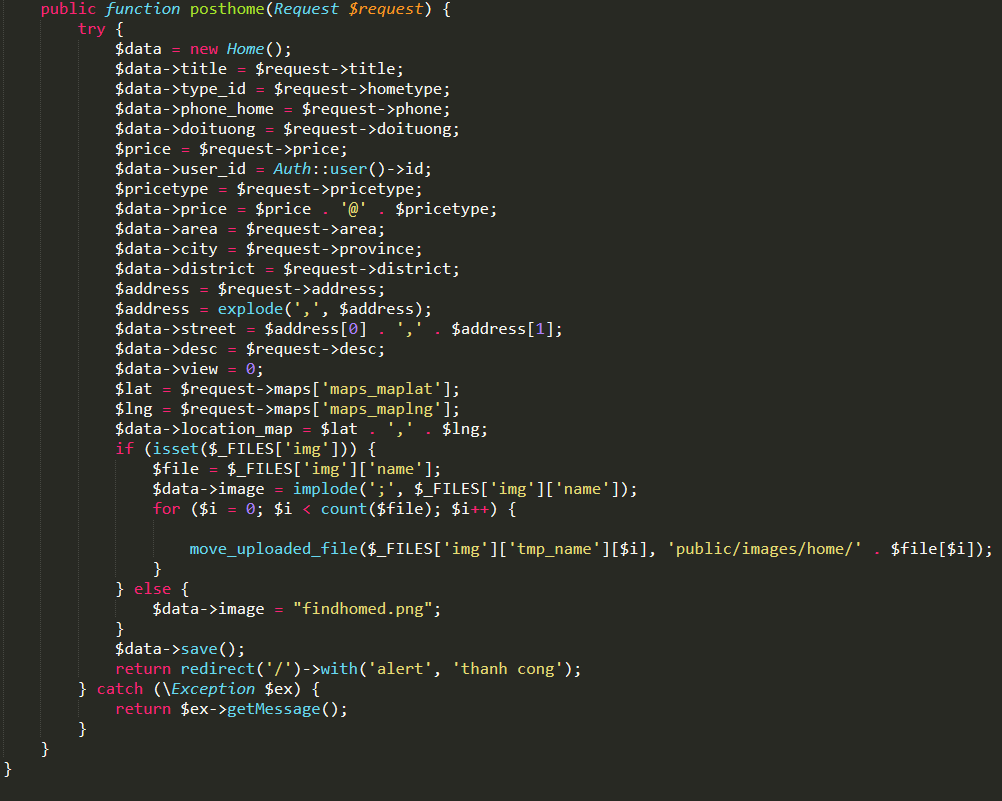 public function posthome(Request $request) {
try {
$data = new Home();
$data->title = $request->title;
$data->type_id = $request->hometype;
$data->phone_home = $request->phone;
$data->doituong = $request->doituong;
$price = $request->price;
$data->user_id = Auth::user()->id;
$pricetype = $request->pricetype;
$data->price = $price . '@' . $pricetype;
$data->area = $request->area;
$data->city = $request->province;
$data->district = $request->district;
$address = $request->address;
$address = explode(',', $address);
$data->street = $address[0] . ',' . $address[1];
$data->desc = $request->desc;
$data->view = 0;
$lat = $request->maps['maps_maplat'];
$lng = $request->maps['maps_maplng'];
$data->location_map = $lat . ',' . $lng;
if (isset($_FILES['img'])) {
$file = $_FILES['img']['name'];
$data->image = implode(';', $_FILES['img']['name']);
for ($i = 0; $i < count($file); $i++) {
move_uploaded_file($_FILES['img']['tmp_name'][$i], 'public/images/home/' . $file[$i]);
}
} else {
$data->image = "findhomed.png";
}
$data->save();
return redirect('/')->with('alert', 'thanh cong');
} catch (\Exception $ex) {
return $ex->getMessage();
}
}
}